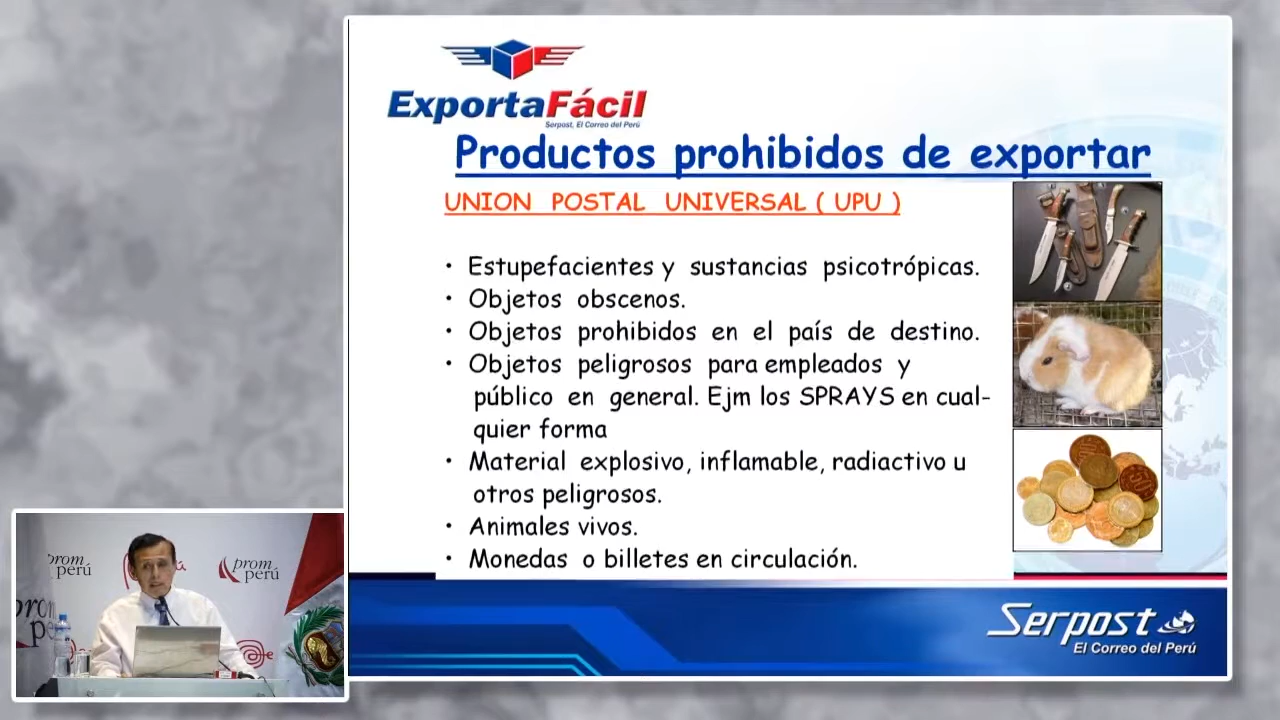 ExportaFácil
Serpost, El Correo del Perú
Productos prohibidos de exportar
UNION POSTAL UNIVERSAL ( UPU )
• Estupefacientes y sustancias psicotrópicas.
• Objetos obscenos.
• Objetos prohibidos en el país de destino.
• Objetos peligrosos para empleados y
público en general. Ejm los SPRAYS en cual-
quier forma
• Material explosivo, inflamable, radiactivo u
otros peligrosos.
• Animales vivos.
• Monedas o billetes en circulación.
Serpost
El Correo del Perú
prom
perú
prom
perú